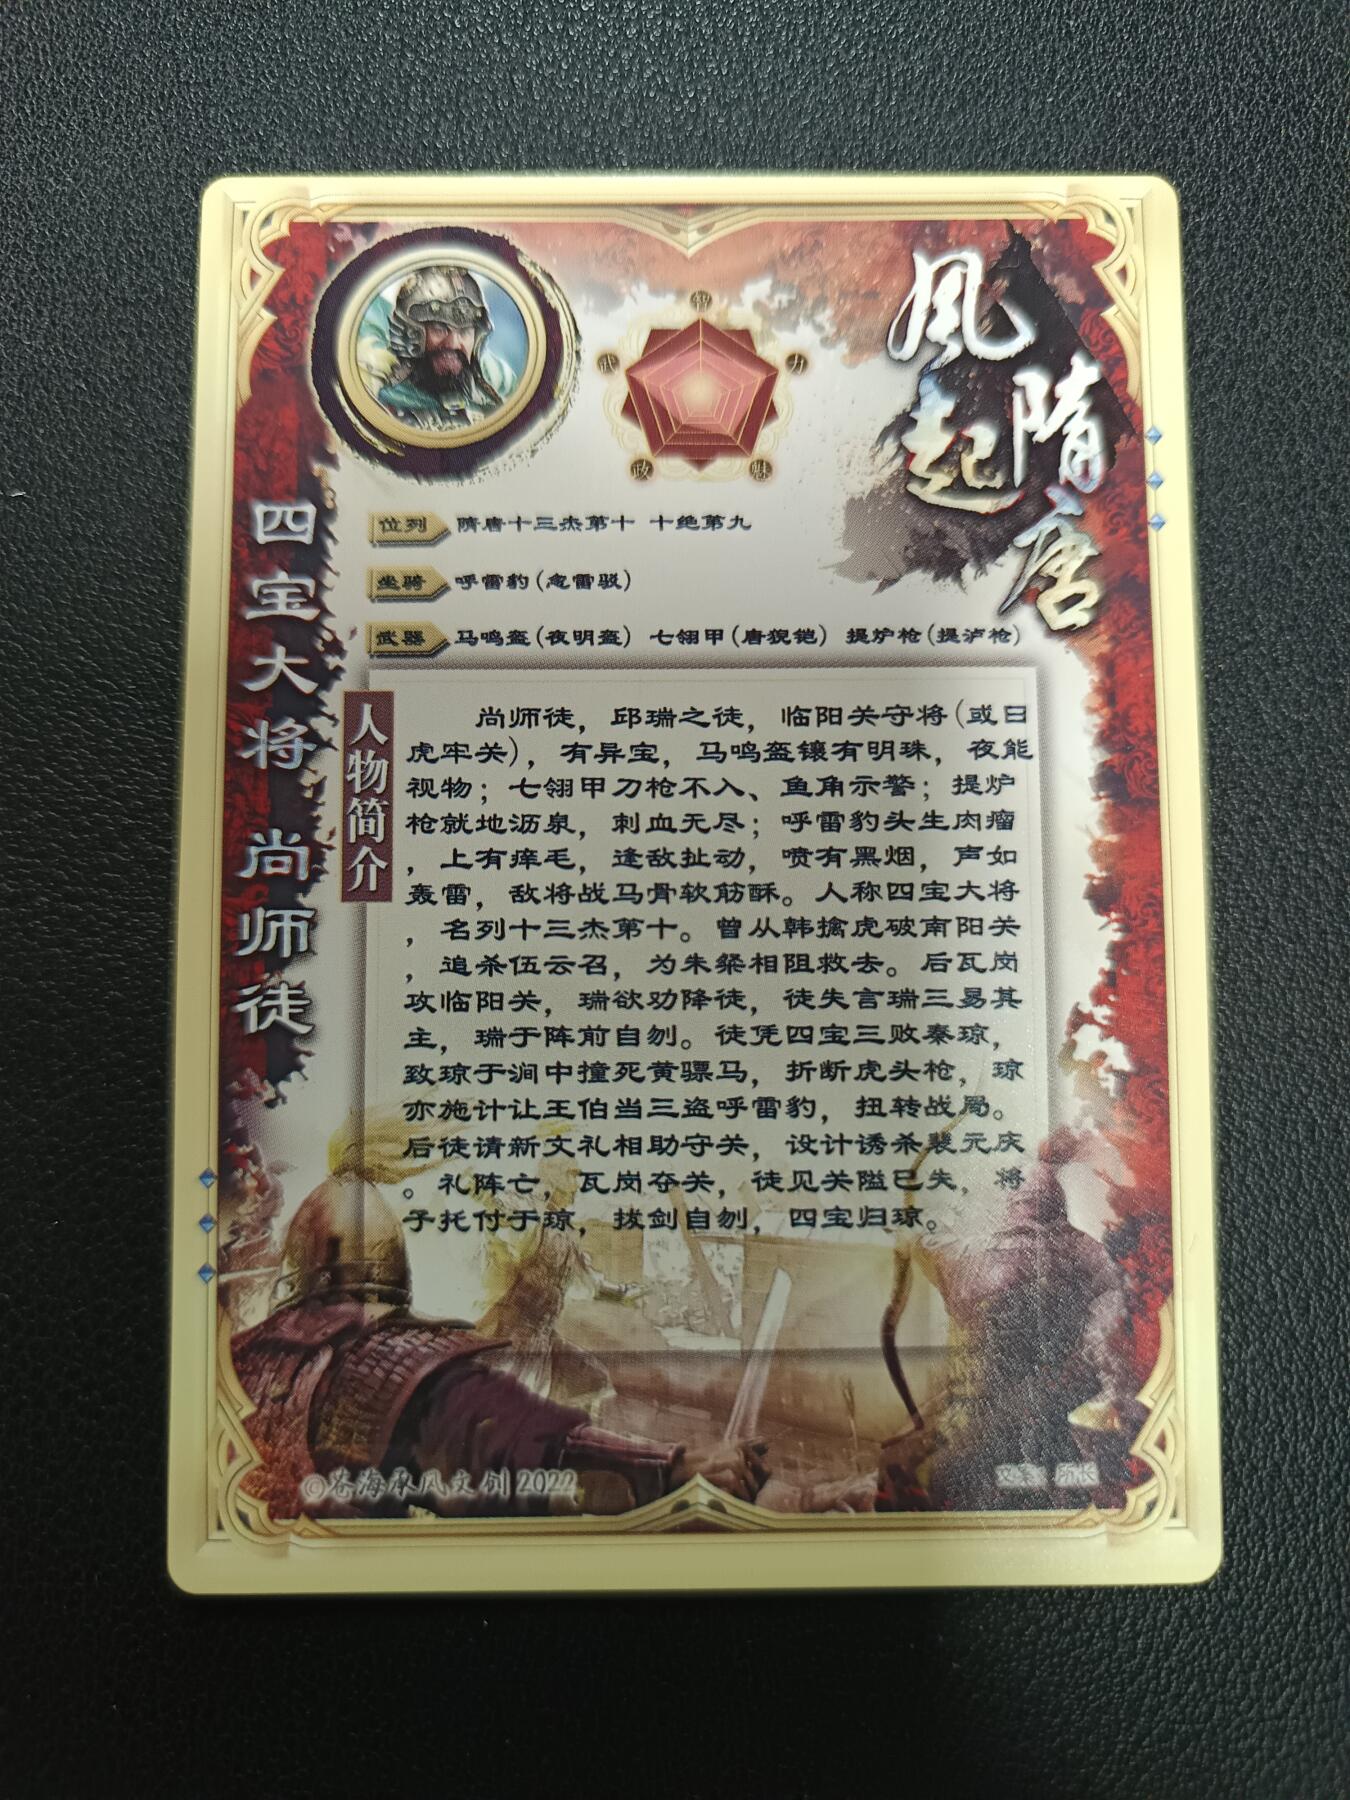 風起
隋唐
智
武
力
政
魅
四宝大将 尚师徒
位列 隋唐十三杰第十 十绝第九
坐骑 呼雷豹(忽雷驳)
武器 马鸣盔(夜明盔) 七翎甲(唐猊铠) 提炉枪(提泸枪)
人物简介
尚师徒，邱瑞之徒，临阳关守将(或曰
虎牢关)，有异宝，马鸣盔镶有明珠，夜能
视物；七翎甲刀枪不入、鱼角示警；提炉
枪就地沥泉，刺血无尽；呼雷豹头生肉瘤
，上有痒毛，逢敌扯动，喷有黑烟，声如
轰雷，敌将战马骨软筋酥。人称四宝大将
，名列十三杰第十。曾从韩擒虎破南阳关
，追杀伍云召，为朱粲相阻救去。后瓦岗
攻临阳关，瑞欲劝降徒，徒失言瑞三易其
主，瑞于阵前自刎。徒凭四宝三败秦琼，
致琼于涧中撞死黄骠马，折断虎头枪，琼
亦施计让王伯当三盗呼雷豹，扭转战局。
后徒请新文礼相助守关，设计诱杀裴元庆
。礼阵亡，瓦岗夺关，徒见关隘已失，将
子托付于琼，拔剑自刎，四宝归琼。
©苍海承风文创 2022
文案：所长